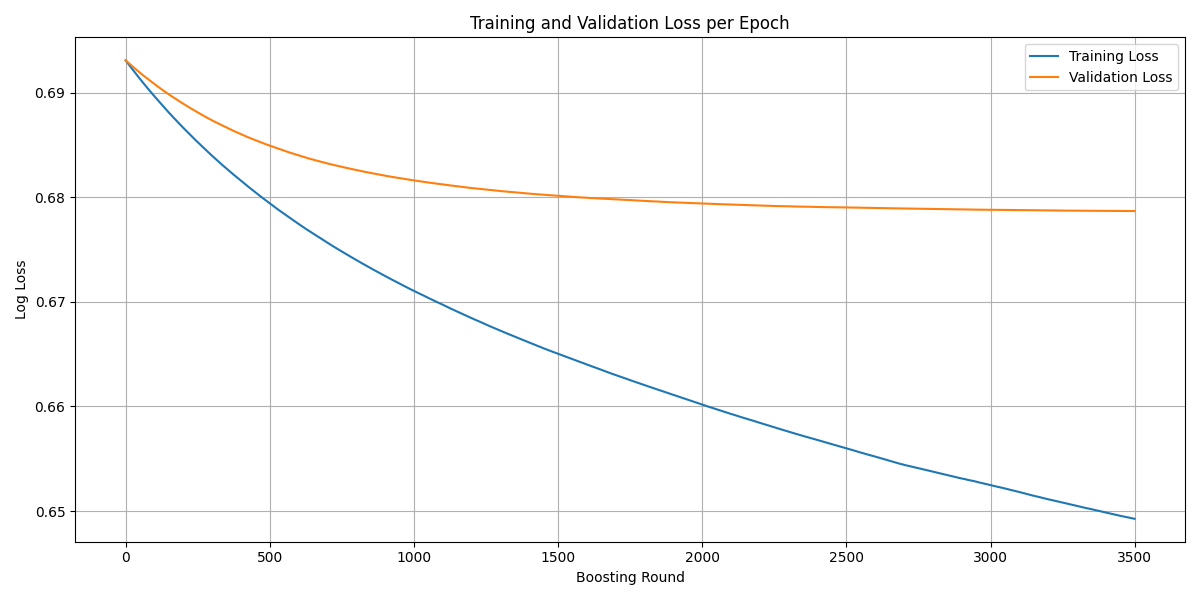 Training and Validation Loss per Epoch
Training Loss
Validation Loss
0.69
0.68
0.67
0.66
0.65
Log Loss
0 500 1000 1500 2000 2500 3000 3500
Boosting Round